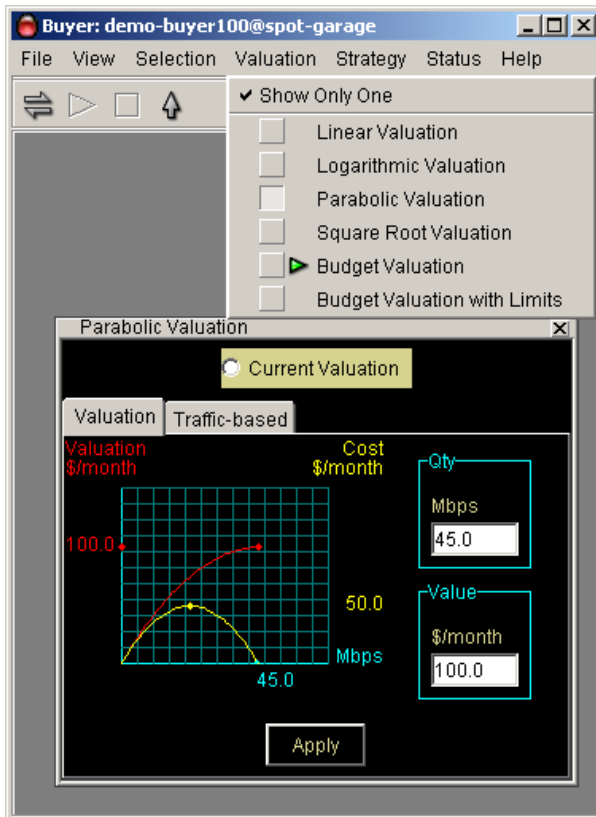 Buyer: demo-buyer100@spot-garage
File View Selection Valuation Strategy Status Help
Show Only One
Linear Valuation
Logarithmic Valuation
Parabolic Valuation
Square Root Valuation
Budget Valuation
Budget Valuation with Limits
Parabolic Valuation
Current Valuation
Valuation Traffic-based
Valuation
$/month
Cost
$/month
100.0
50.0
Mbps
45.0
Qty
Mbps
45.0
Value
$/month
100.0
Apply